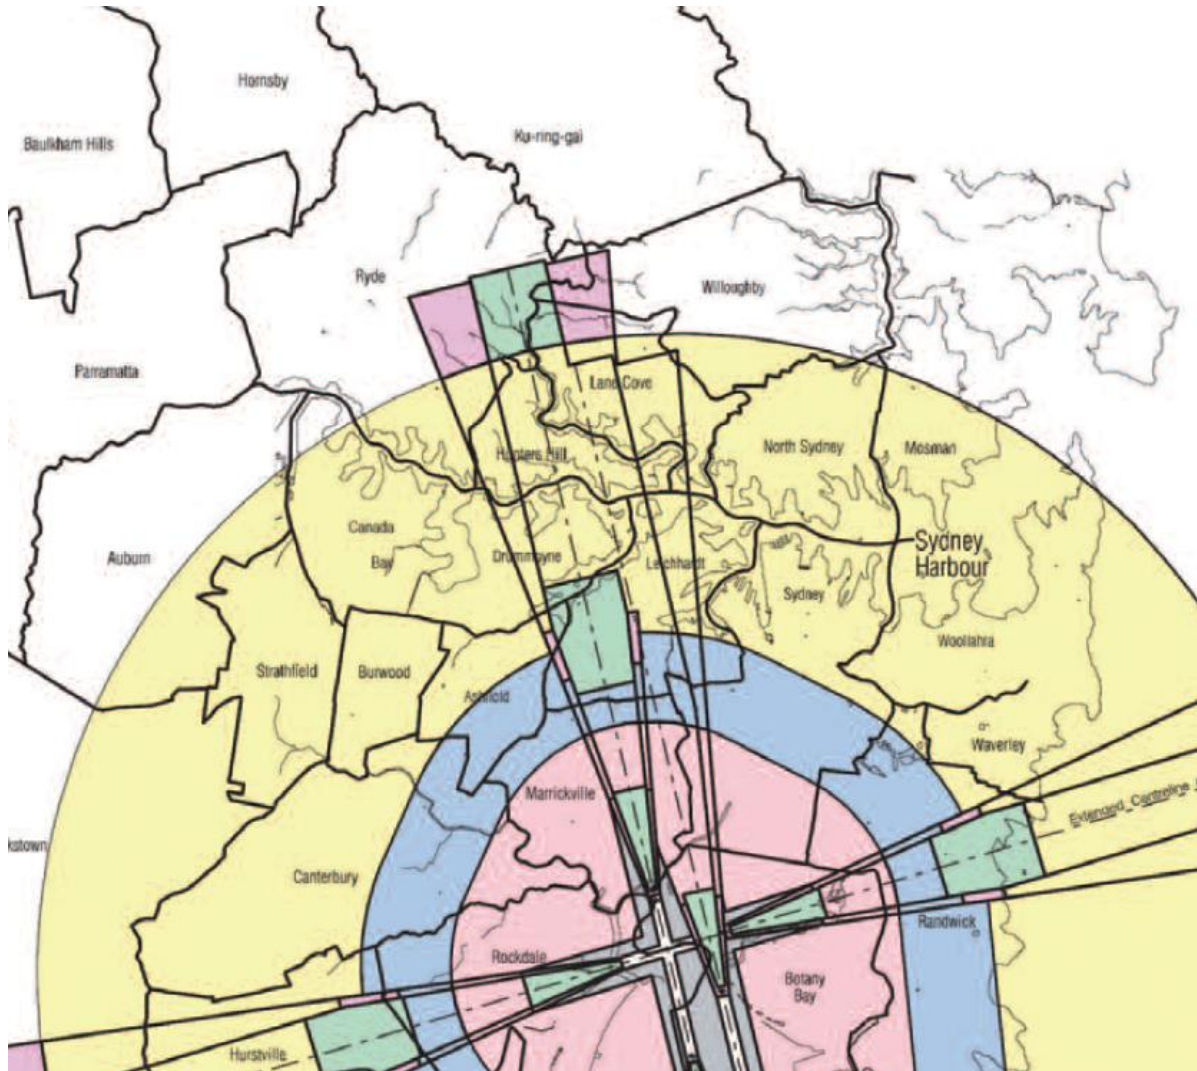 Hornsby
Ku-ring-gai
Baulkham Hills
Ryde
Willoughby
Parramatta
Lane Cove
North Sydney
Mosman
Hunters Hill
Canada
Bay
Drummoyne
Leichhardt
Sydney
Harbour
Auburn
Sydney
Woollahra
Strathfield
Burwood
Ashfield
Waverley
Marrickville
Extended Centreline
kstown
Canterbury
Randwick
Rockdale
Botany
Bay
Hurstville